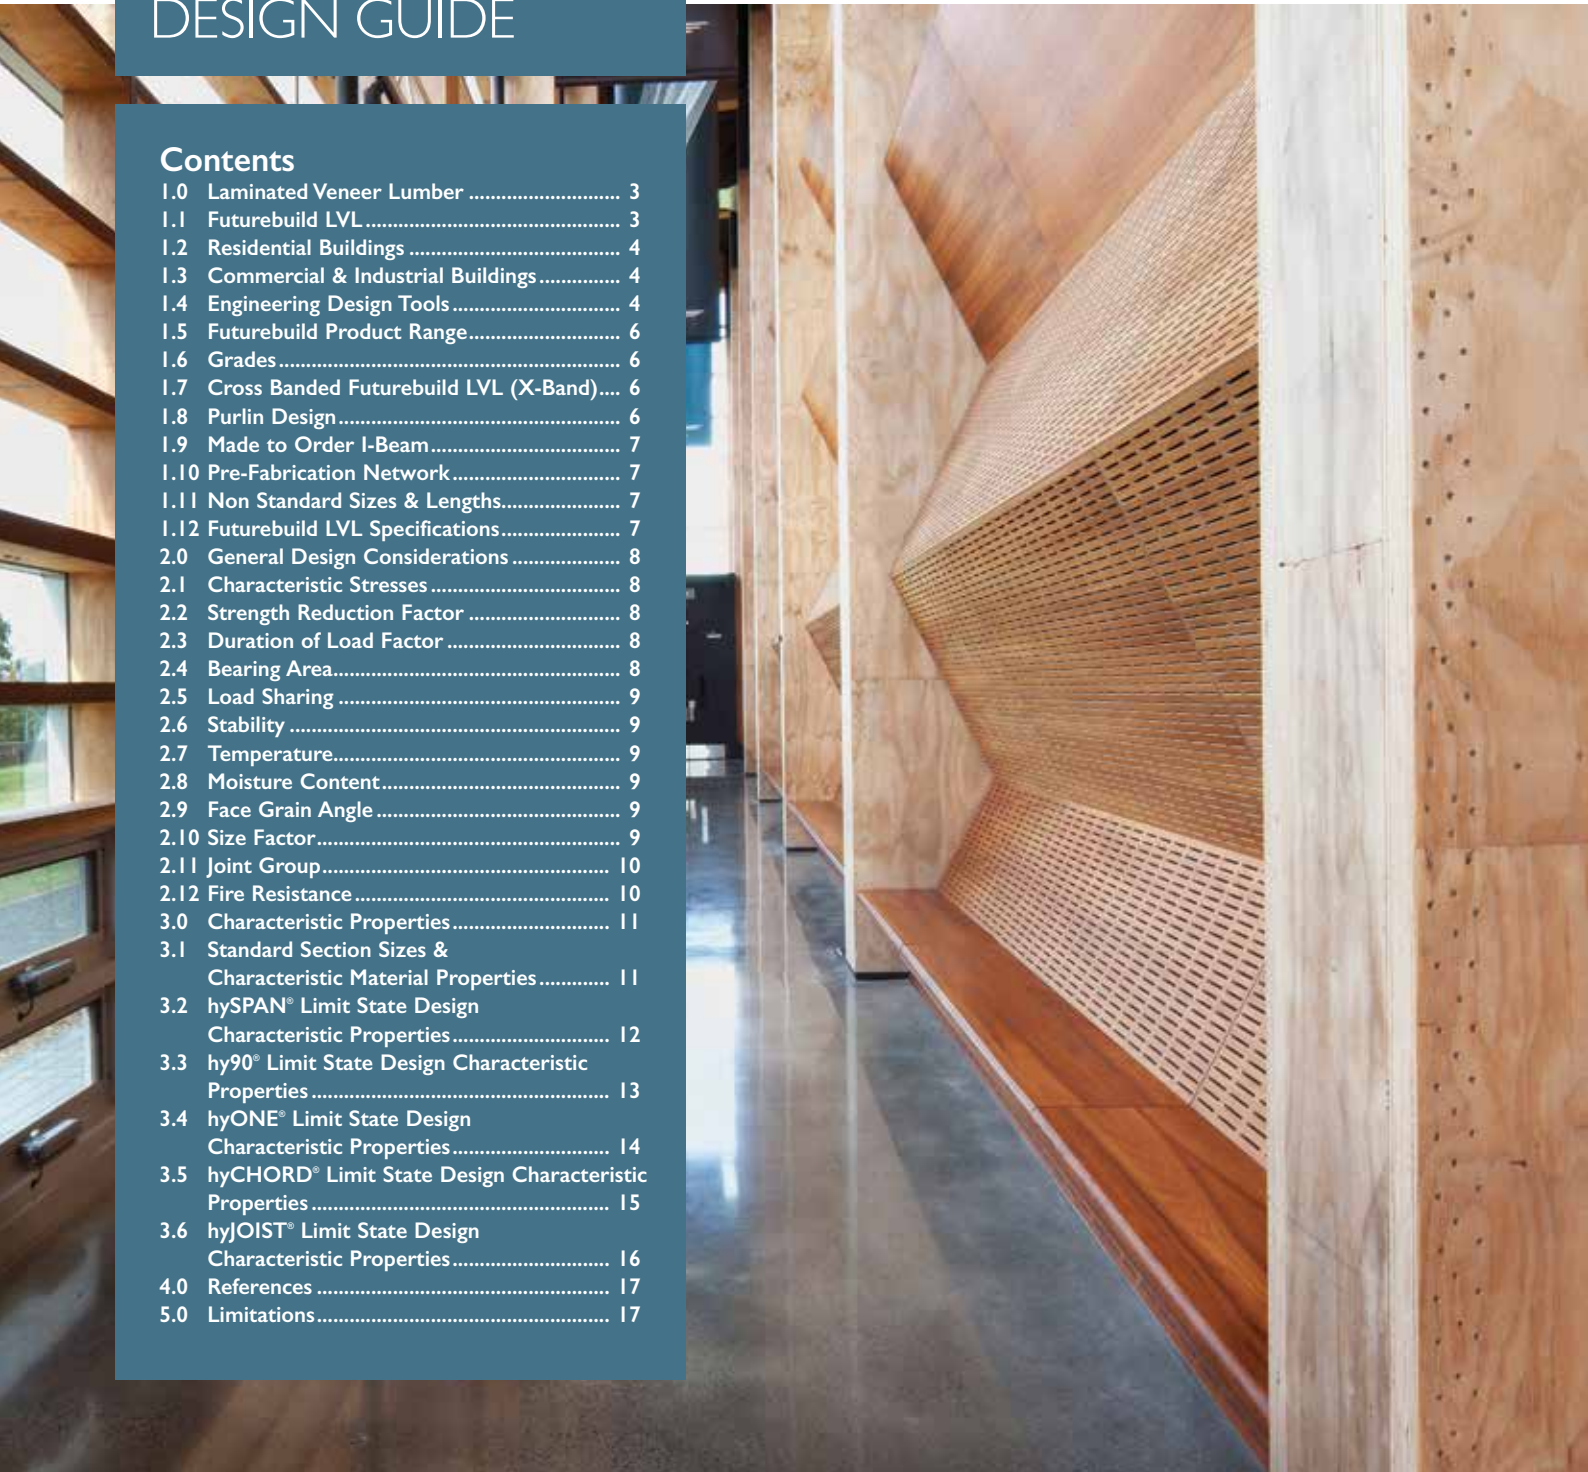 DESIGN GUIDE
Contents
1.0 Laminated Veneer Lumber ............................ 3
1.1 Futurebuild LVL ............................................... 3
1.2 Residential Buildings ....................................... 4
1.3 Commercial & Industrial Buildings ............... 4
1.4 Engineering Design Tools ............................... 4
1.5 Futurebuild Product Range ............................ 6
1.6 Grades .............................................................. 6
1.7 Cross Banded Futurebuild LVL (X-Band) .... 6
1.8 Purlin Design .................................................... 6
1.9 Made to Order I-Beam ................................... 7
1.10 Pre-Fabrication Network ............................... 7
1.11 Non Standard Sizes & Lengths ...................... 7
1.12 Futurebuild LVL Specifications ...................... 7
2.0 General Design Considerations .................... 8
2.1 Characteristic Stresses ................................... 8
2.2 Strength Reduction Factor ............................ 8
2.3 Duration of Load Factor ................................ 8
2.4 Bearing Area ..................................................... 8
2.5 Load Sharing .................................................... 9
2.6 Stability ............................................................. 9
2.7 Temperature ..................................................... 9
2.8 Moisture Content ............................................ 9
2.9 Face Grain Angle ............................................. 9
2.10 Size Factor ........................................................ 9
2.11 Joint Group .................................................... 10
2.12 Fire Resistance ............................................... 10
3.0 Characteristic Properties ............................. 11
3.1 Standard Section Sizes &
Characteristic Material Properties ............. 11
3.2 hySPAN® Limit State Design
Characteristic Properties ............................. 12
3.3 hy90® Limit State Design Characteristic
Properties ...................................................... 13
3.4 hyONE® Limit State Design
Characteristic Properties ............................. 14
3.5 hyCHORD® Limit State Design Characteristic
Properties ...................................................... 15
3.6 hyJOIST® Limit State Design
Characteristic Properties ............................. 16
4.0 References ..................................................... 17
5.0 Limitations ..................................................... 17